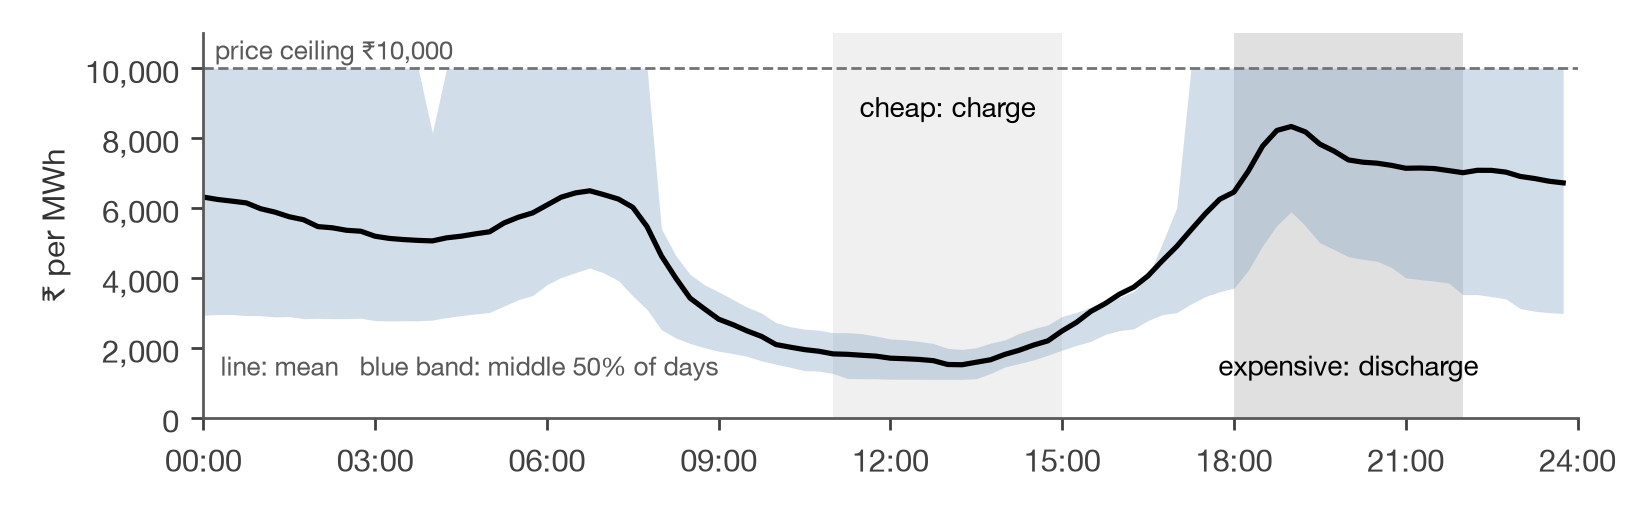 price ceiling ₹10,000
10,000
8,000
6,000
4,000
2,000
0
₹ per MWh
cheap: charge
expensive: discharge
line: mean   blue band: middle 50% of days
00:00 03:00 06:00 09:00 12:00 15:00 18:00 21:00 24:00